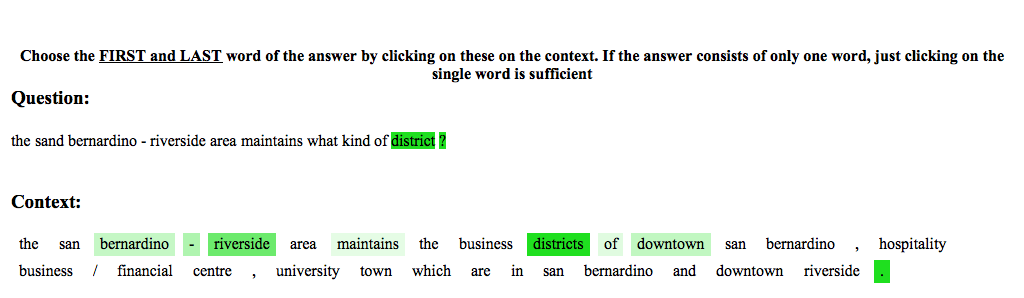 Choose the FIRST and LAST word of the answer by clicking on these on the context. If the answer consists of only one word, just clicking on the
single word is sufficient
Question:
the sand bernardino - riverside area maintains what kind of district ?
Context:
the san bernardino - riverside area maintains the business districts of downtown san bernardino , hospitality
business / financial centre , university town which are in san bernardino and downtown riverside .